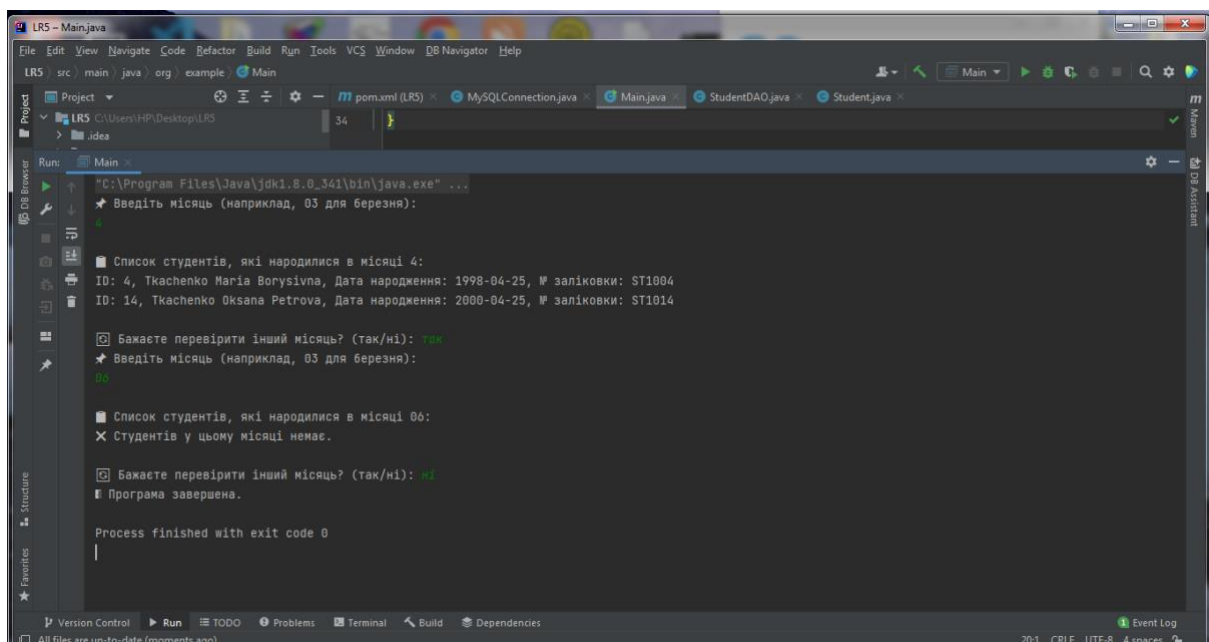 LR5 – Main.java
File Edit View Navigate Code Refactor Build Run Tools VCS Window DB Navigator Help
LR5 src main java org example Main
Main
Project
pom.xml (LR5) MySQLConnection.java Main.java StudentDAO.java Student.java
LR5 C:\Users\HP\Desktop\LR5
34 }
.idea
Run: Main
"C:\Program Files\Java\jdk1.8.0_341\bin\java.exe" ...
📌 Введіть місяць (наприклад, 03 для березня):
4
📋 Список студентів, які народилися в місяці 4:
ID: 4, Tkachenko Maria Borysivna, Дата народження: 1998-04-25, № заліковки: ST1004
ID: 14, Tkachenko Oksana Petrova, Дата народження: 2000-04-25, № заліковки: ST1014
🔄 Бажаєте перевірити інший місяць? (так/ні): так
📌 Введіть місяць (наприклад, 03 для березня):
06
📋 Список студентів, які народилися в місяці 06:
❌ Студентів у цьому місяці немає.
🔄 Бажаєте перевірити інший місяць? (так/ні): ні
Програма завершена.
Process finished with exit code 0
Project
DB Browser
Structure
Favorites
Maven
DB Assistant
Version Control Run TODO Problems Terminal Build Dependencies
Event Log
All files are up-to-date (moments ago)
20:1 CRLF UTF-8 4 spaces